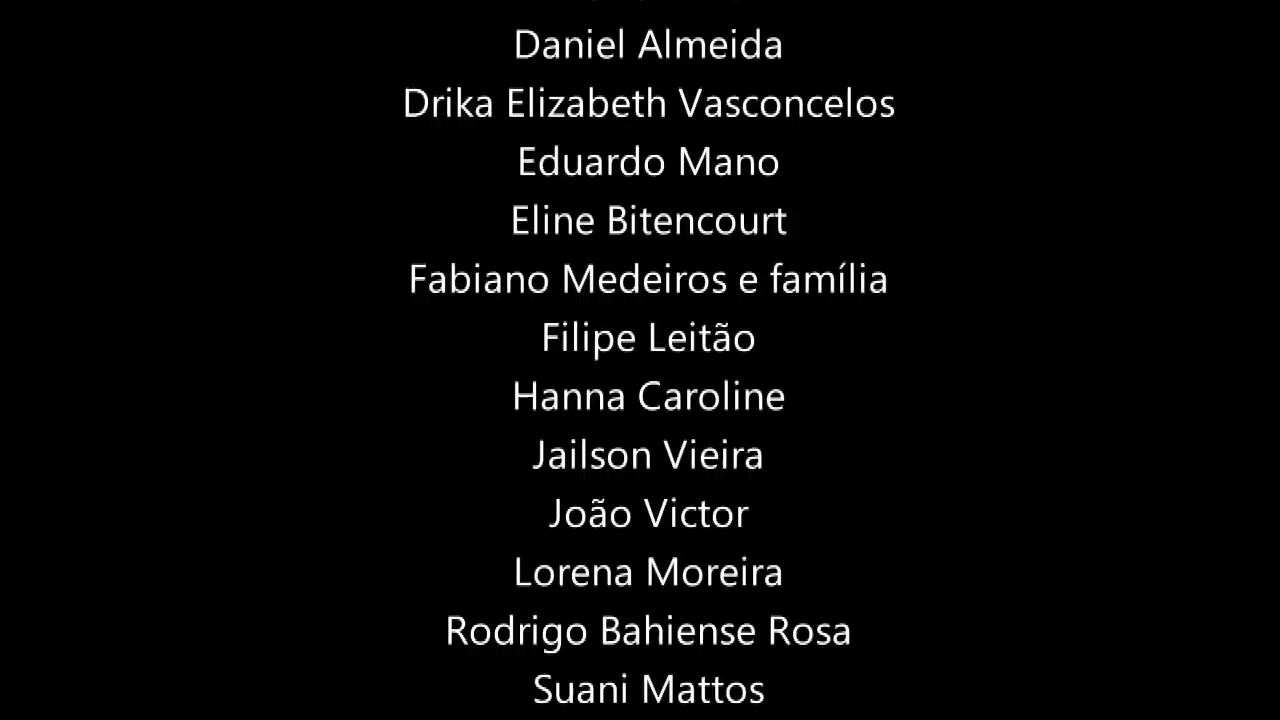 Daniel Almeida
Drika Elizabeth Vasconcelos
Eduardo Mano
Eline Bitencourt
Fabiano Medeiros e família
Filipe Leitão
Hanna Caroline
Jailson Vieira
João Victor
Lorena Moreira
Rodrigo Bahiense Rosa
Suani Mattos